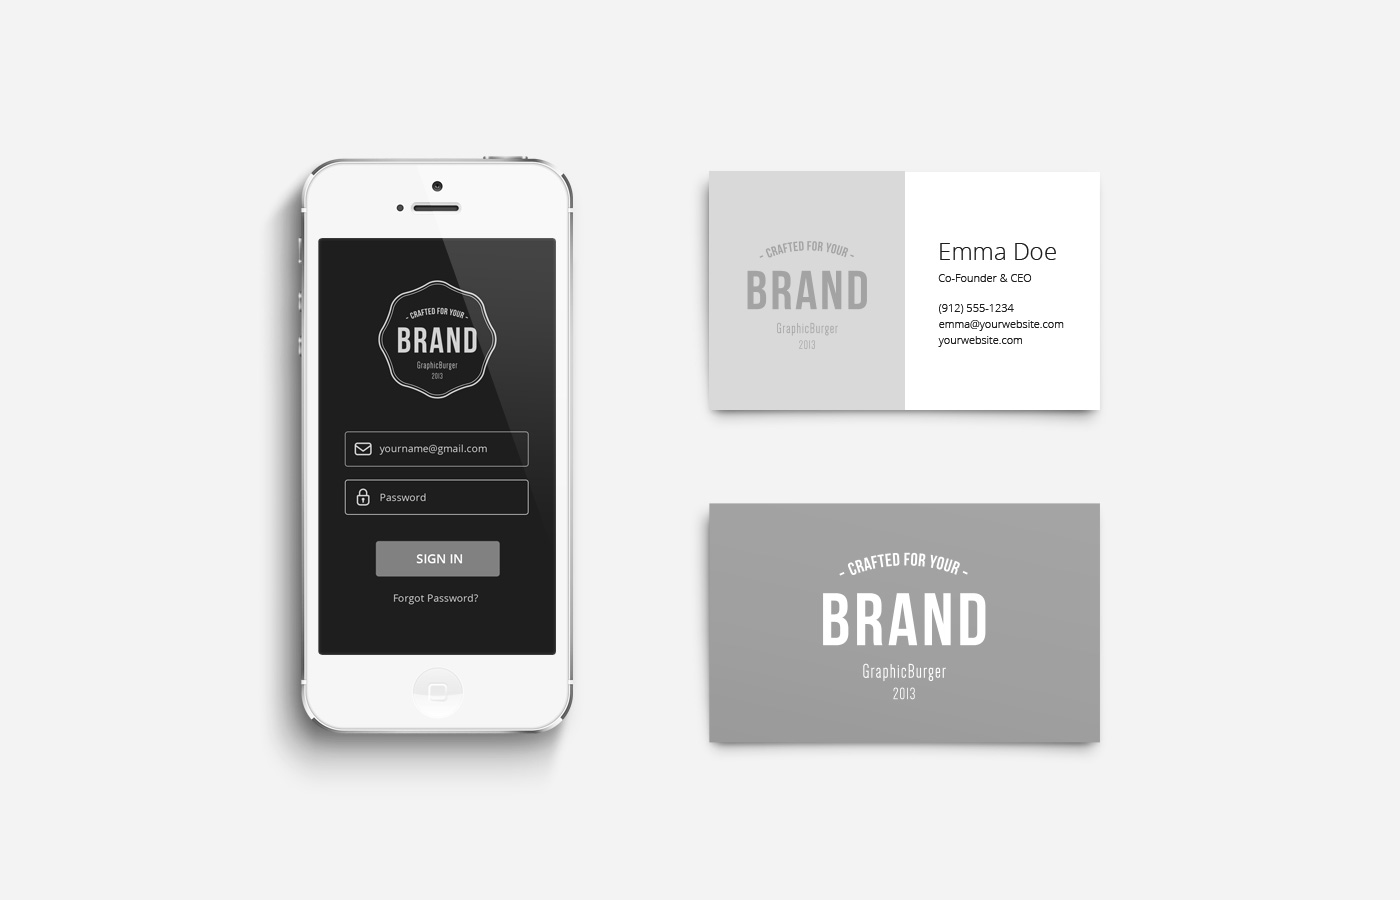 - CRAFTED FOR YOUR -
BRAND
GraphicBurger
2013
yourname@gmail.com
Password
SIGN IN
Forgot Password?
- CRAFTED FOR YOUR -
BRAND
GraphicBurger
2013
Emma Doe
Co-Founder & CEO
(912) 555-1234
emma@yourwebsite.com
yourwebsite.com
- CRAFTED FOR YOUR -
BRAND
GraphicBurger
2013